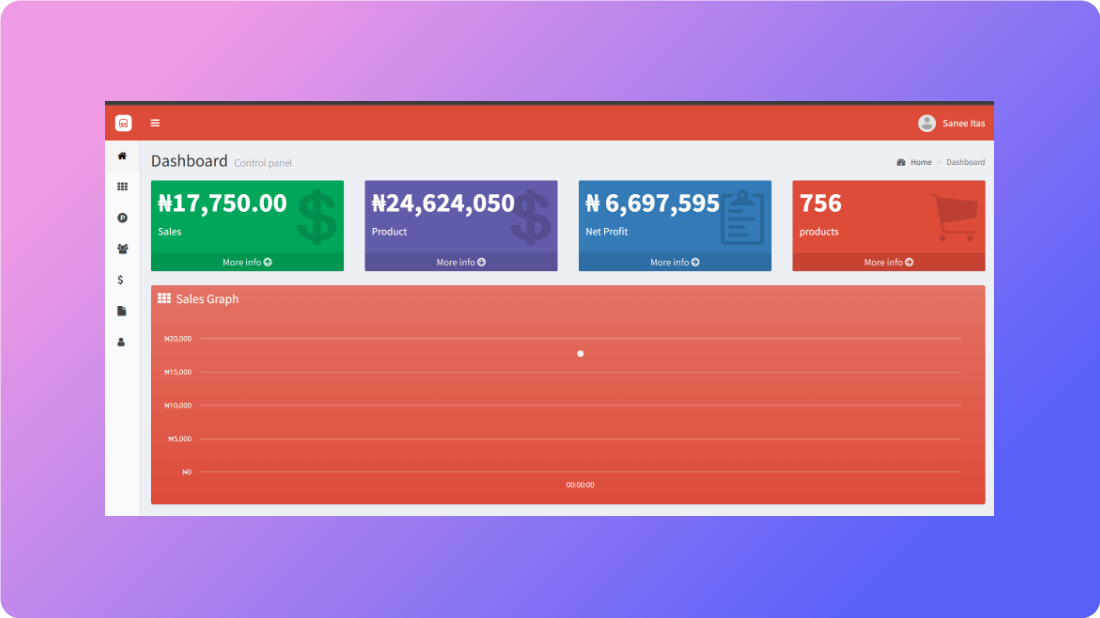 Sanee Itas
Dashboard Control panel
Home > Dashboard
₦17,750.00
Sales
More info
₦24,624,050
Product
More info
₦ 6,697,595
Net Profit
More info
756
products
More info
Sales Graph
₦20,000
₦15,000
₦10,000
₦5,000
₦0
00:00:00